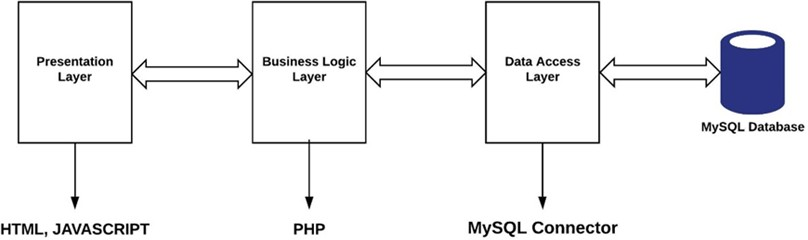 Presentation
Layer
Business Logic
Layer
Data Access
Layer
MySQL Database
HTML, JAVASCRIPT
PHP
MySQL Connector